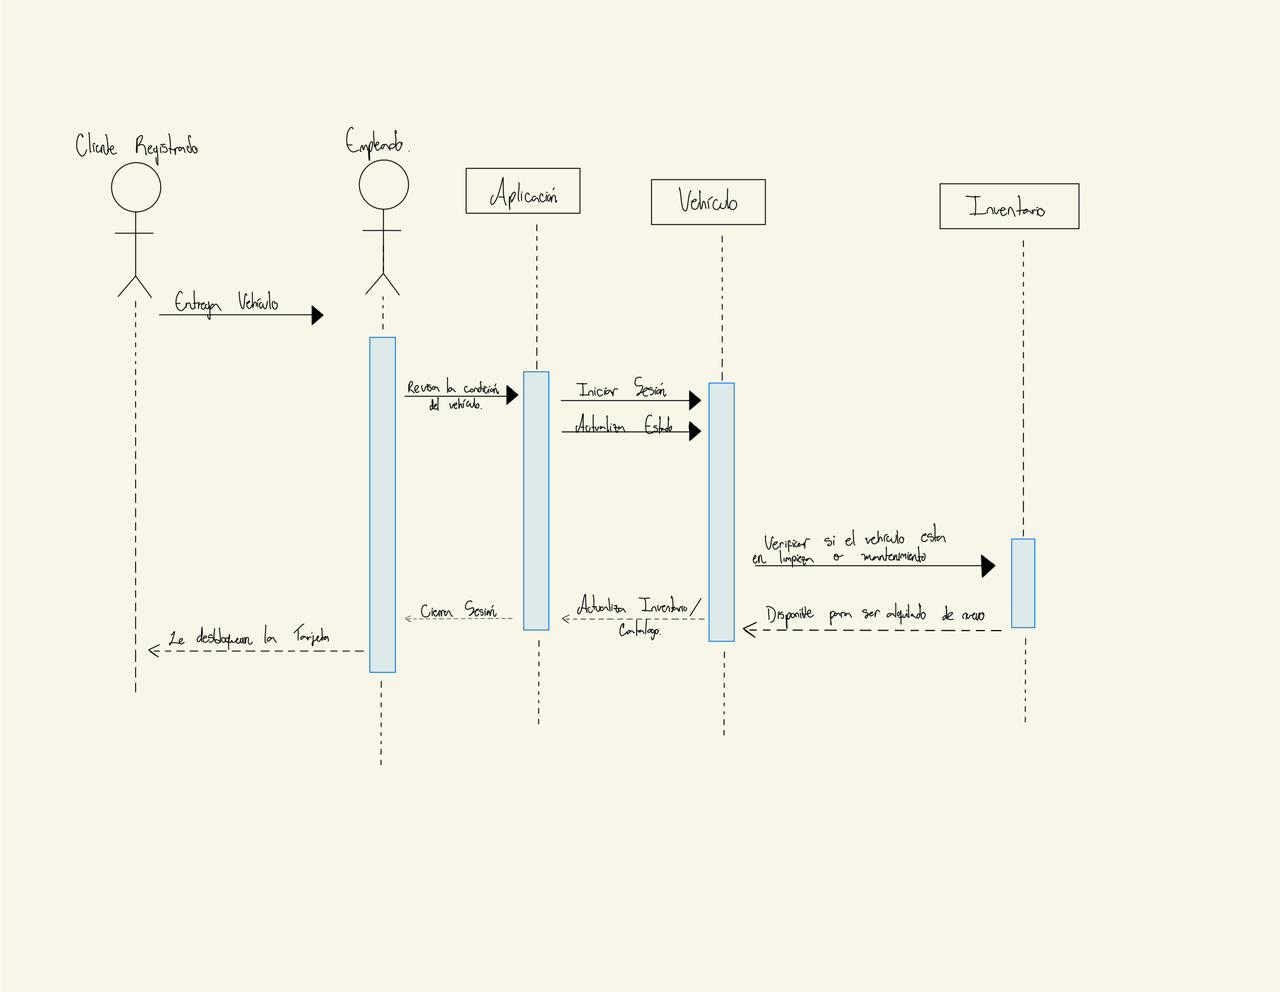 Cliente Registrado
Empleado.
Aplicación
Vehículo
Inventario
Entregan Vehículo
Revisa la condición
del vehículo.
Iniciar Sesión
Actualiza Estado
Verificar si el vehículo esta
en limpieza o mantenimiento
Cierra Sesión
Actualiza Inventario/
Catalogo.
Disponible para ser alquilado de nuevo
Le desbloquean la Tarjeta